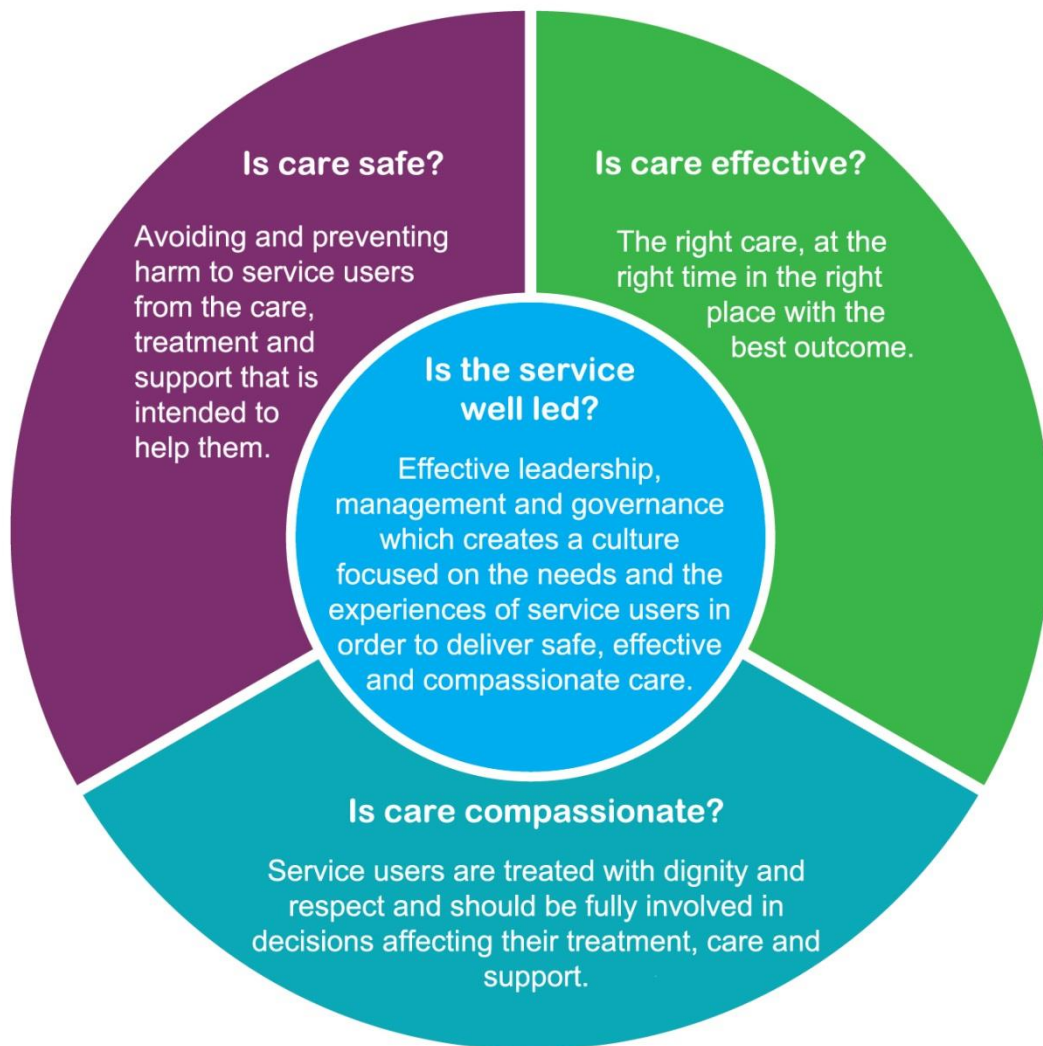 Is care safe?
Avoiding and preventing
harm to service users
from the care,
treatment and
support that is
intended to
help them.
Is care effective?
The right care, at the
right time in the right
place with the
best outcome.
Is the service
well led?
Effective leadership,
management and governance
which creates a culture
focused on the needs and the
experiences of service users in
order to deliver safe, effective
and compassionate care.
Is care compassionate?
Service users are treated with dignity and
respect and should be fully involved in
decisions affecting their treatment, care and
support.